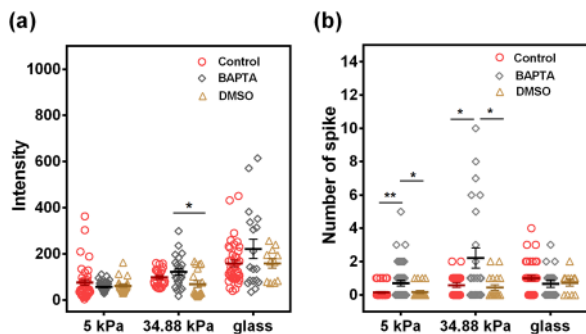 (a)
1000
800
600
400
200
0
Intensity
Control
BAPTA
DMSO
*
5 kPa
34.88 kPa
glass
(b)
14
12
10
8
6
4
2
0
Number of spike
Control
BAPTA
DMSO
**
*
*
*
5 kPa
34.88 kPa
glass